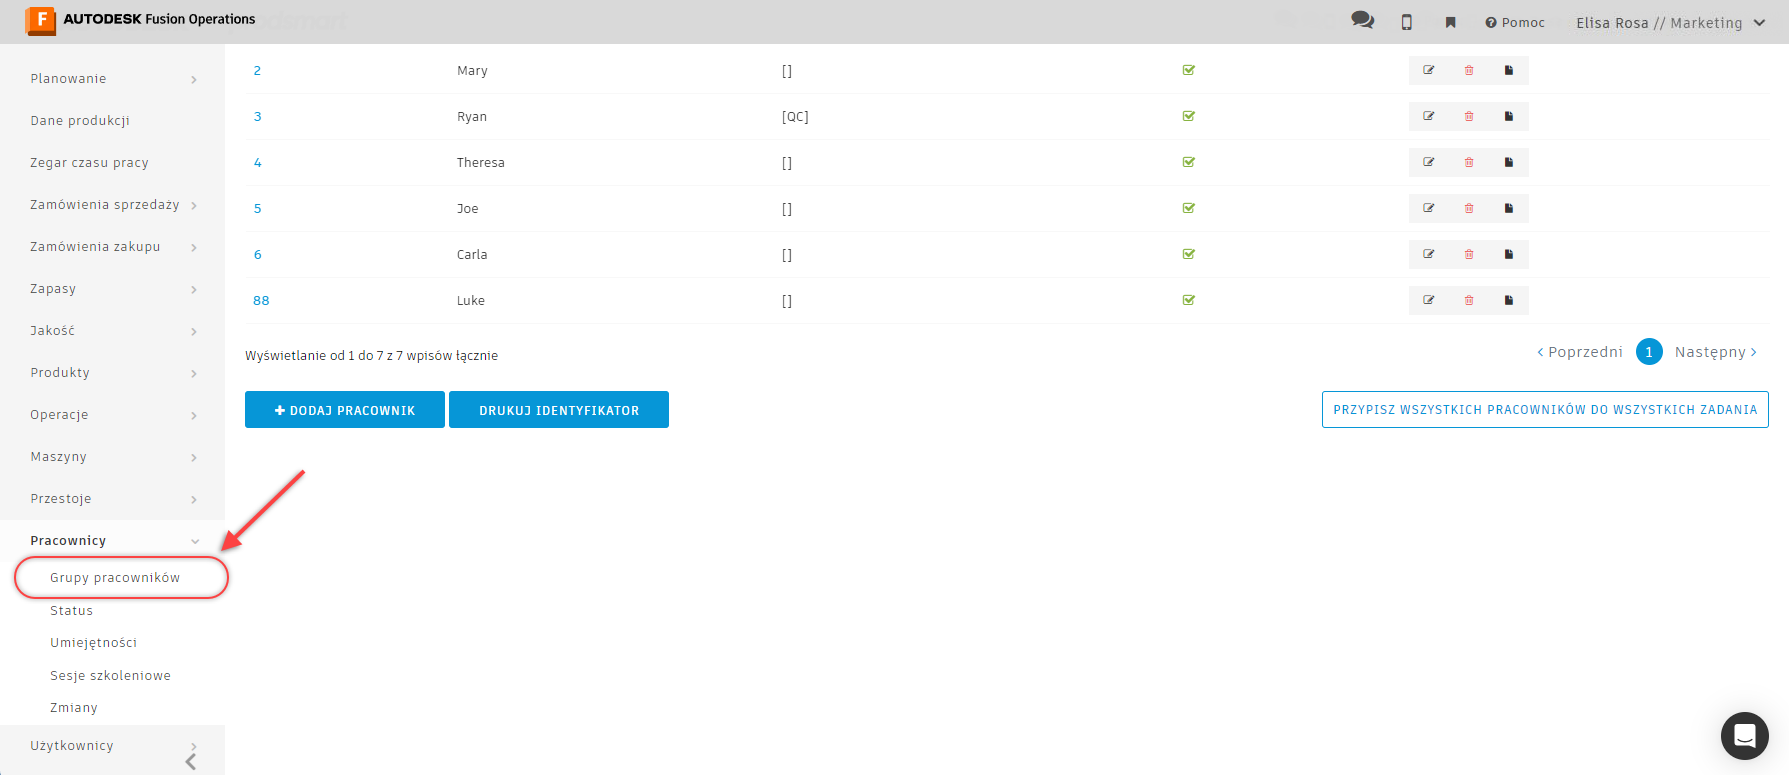 AUTODESK Fusion Operations
Pomoc
Elisa Rosa // Marketing
Planowanie
Dane produkcji
Zegar czasu pracy
Zamówienia sprzedaży
Zamówienia zakupu
Zapasy
Jakość
Produkty
Operacje
Maszyny
Przestoje
Pracownicy
Grupy pracowników
Status
Umiejętności
Sesje szkoleniowe
Zmiany
Użytkownicy
2 Mary []
3 Ryan [QC]
4 Theresa []
5 Joe []
6 Carla []
88 Luke []
Wyświetlanie od 1 do 7 z 7 wpisów łącznie
Poprzedni 1 Następny
DODAJ PRACOWNIK
DRUKUJ IDENTYFIKATOR
PRZYPISZ WSZYSTKICH PRACOWNIKÓW DO WSZYSTKICH ZADANIA